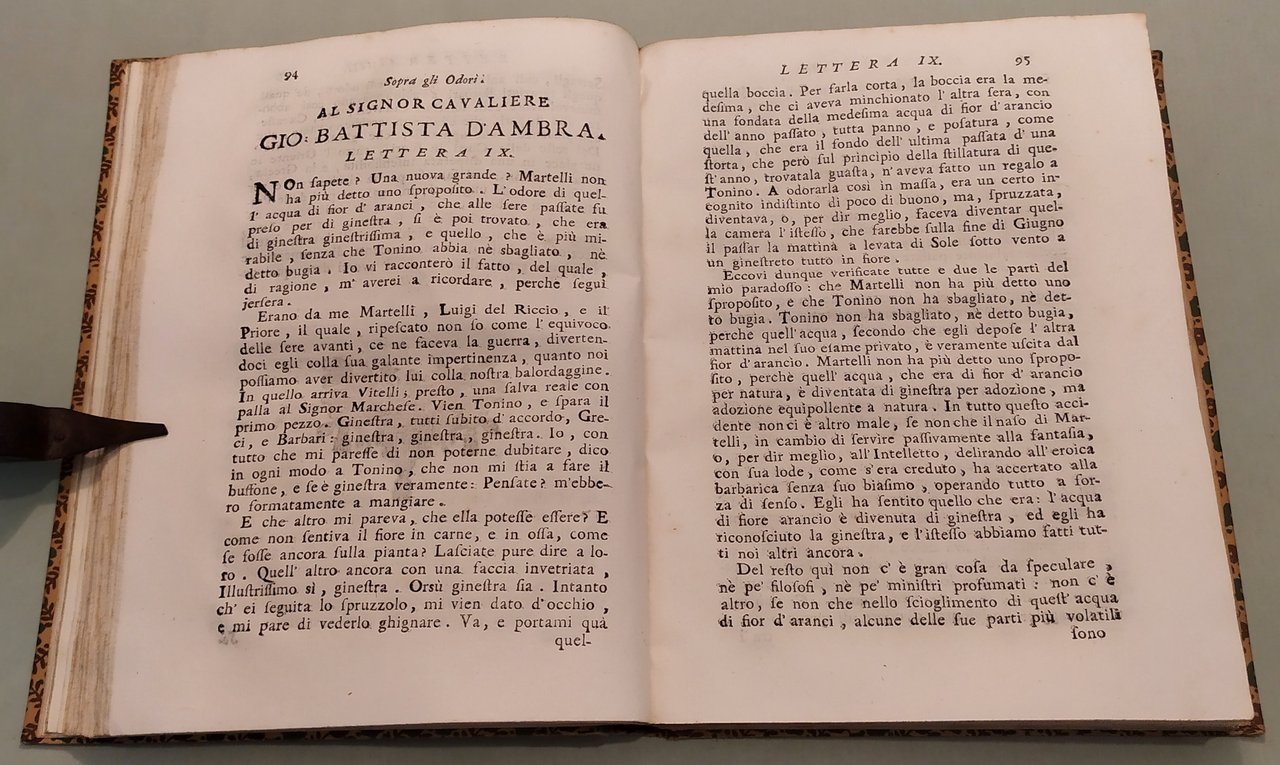 94
Sopra gli Odori.
AL SIGNOR CAVALIERE
GIO: BATTISTA D'AMBRA.
LETTERA IX.
NOn ſapete? Una nuova grande? Martelli non
ha più detto uno ſpropoſito. L'odore di quel-
l' acqua di fior d' aranci, che alle ſere paſſate fu
preſo per di gineſtra, ſi è poi trovato, che era
di gineſtra gineſtriſſima, e quello, che è più mi-
rabile, ſenza che Tonino abbia nè sbagliato, nè
detto bugia. Io vi racconterò il fatto, del quale,
di ragione, m' averei a ricordare, perchè ſeguì
jerſera.
Erano da me Martelli, Luigi del Riccio, e il
Priore, il quale, ripeſcato non ſo come l' equivoco
delle ſere avanti, ce ne faceva la guerra, diverten-
doci egli colla ſua galante impertinenza, quanto noi
poſſiamo aver divertito lui colla noſtra balordaggine.
In quello arriva Vitelli; preſto, una ſalva reale con
palla al Signor Marcheſe. Vien Tonino, e ſpara il
primo pezzo. Gineſtra, tutti ſubito d'accordo, Gre-
ci, e Barbari: gineſtra, gineſtra, gineſtra. Io, con
tutto che mi pareſſe di non poterne dubitare, dico
in ogni modo a Tonino, che non mi ſtia a fare il
buffone, e ſe è gineſtra veramente: Penſate? m'ebbe-
ro formatamente a mangiare.
E che altro mi pareva, che ella poteſſe eſſere? E
come non ſentiva il fiore in carne, e in oſſa, come
ſe foſſe ancora ſulla pianta? Laſciate pure dire a lo-
ro. Quell' altro ancora con una faccia invetriata,
Illuſtriſſimo sì, gineſtra. Orsù gineſtra ſia. Intanto
ch' ei ſeguita lo ſpruzzolo, mi vien dato d'occhio,
e mi pare di vederlo ghignare. Va, e portami quà
quel-
LETTERA IX. 95
quella boccia. Per farla corta, la boccia era la me-
deſima, che ci aveva minchionato l' altra ſera, con
una fondata della medeſima acqua di fior d' arancio
dell' anno paſſato, tutta panno, e poſatura, come
quella, che era il fondo dell' ultima paſſata d' una
ſtorta, che però ſul principio della ſtillatura di que-
ſt' anno, trovatala guaſta, n'aveva fatto un regalo a
Tonino. A odorarla così in maſſa, era un certo in-
cognito indiſtinto di poco di buono, ma, ſpruzzata,
diventava, o, per dir meglio, faceva diventar quel-
la camera l' iſteſſo, che ſarebbe ſulla fine di Giugno
il paſſar la mattina a levata di Sole ſotto vento a
un gineſtreto tutto in fiore.
Eccovi dunque verificate tutte e due le parti del
mio paradoſſo: che Martelli non ha più detto uno
ſpropoſito, e che Tonino non ha sbagliato, nè det-
to bugia. Tonino non ha sbagliato, nè detto bugia,
perchè quell'acqua, ſecondo che egli depoſe l' altra
mattina nel ſuo eſame privato, è veramente uſcita dal
fior d'arancio. Martelli non ha più detto uno ſpropo-
ſito, perchè quell' acqua, che era di fior d' arancio
per natura, è diventata di gineſtra per adozione, ma
adozione equipollente a natura. In tutto queſto acci-
dente non ci è altro male, ſe non che il naſo di Mar-
telli, in cambio di ſervire paſſivamente alla fantaſia,
o, per dir meglio, all' Intelletto, delirando all'eroica
con ſua lode, come s'era creduto, ha accertato alla
barbarica ſenza ſuo biaſimo, operando tutto a for-
za di ſenſo. Egli ha ſentito quello che era: l' acqua
di fiore arancio è divenuta di gineſtra, ed egli ha
riconoſciuto la gineſtra, e l'iſteſſo abbiamo fatti tut-
ti noi altri ancora.
Del reſto quì non c' è gran coſa da ſpeculare,
nè pe' filoſofi, nè pe' miniſtri profumati: non c' è
altro, ſe non che nello ſcioglimento di queſt' acqua
di fior d' aranci, alcune delle ſue parti più volatili
ſono